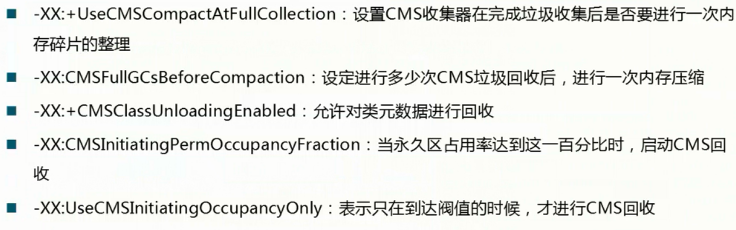 -XX:+UseCMSCompactAtFullCollection：设置CMS收集器在完成垃圾收集后是否要进行一次内
存碎片的整理
-XX:CMSFullGCsBeforeCompaction：设定进行多少次CMS垃圾回收后，进行一次内存压缩
-XX:+CMSClassUnloadingEnabled：允许对类元数据进行回收
-XX:CMSInitiatingPermOccupancyFraction：当永久区占用率达到这一百分比时，启动CMS回
收
-XX:UseCMSInitiatingOccupancyOnly：表示只在到达阀值的时候，才进行CMS回收